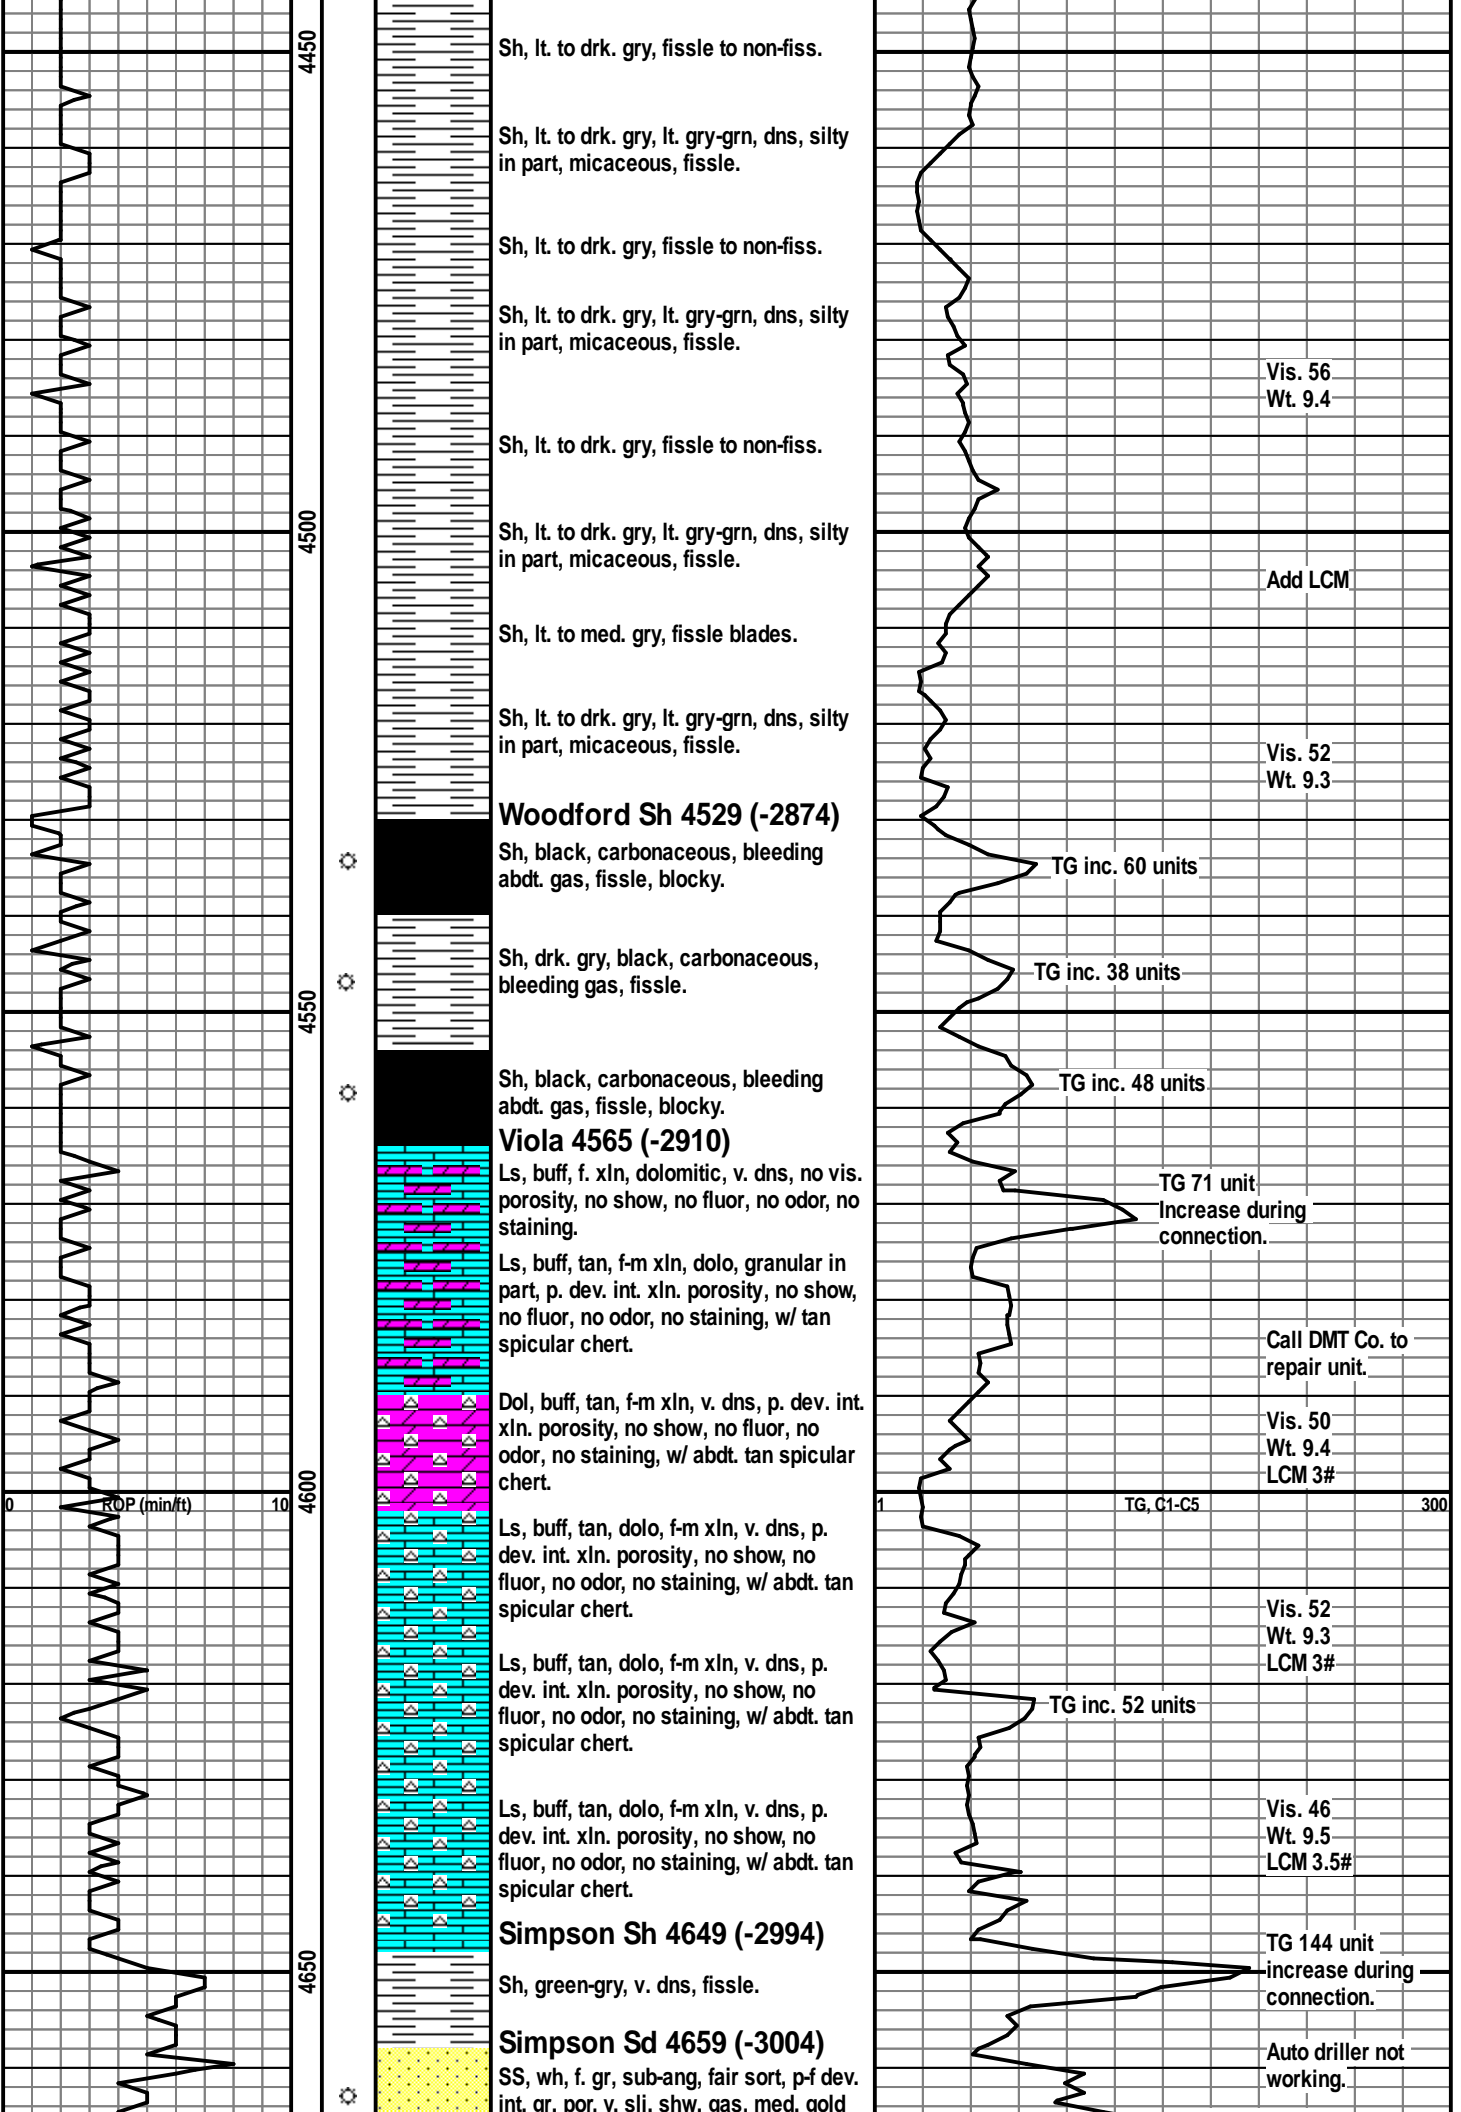 4450
Sh, lt. to drk. gry, fissle to non-fiss.
Sh, lt. to drk. gry, lt. gry-grn, dns, silty
in part, micaceous, fissle.
Sh, lt. to drk. gry, fissle to non-fiss.
Sh, lt. to drk. gry, lt. gry-grn, dns, silty
in part, micaceous, fissle.
Vis. 56
Wt. 9.4
Sh, lt. to drk. gry, fissle to non-fiss.
4500
Sh, lt. to drk. gry, lt. gry-grn, dns, silty
in part, micaceous, fissle.
Add LCM
Sh, lt. to med. gry, fissle blades.
Sh, lt. to drk. gry, lt. gry-grn, dns, silty
in part, micaceous, fissle.
Vis. 52
Wt. 9.3
Woodford Sh 4529 (-2874)
Sh, black, carbonaceous, bleeding
abdt. gas, fissle, blocky.
TG inc. 60 units
Sh, drk. gry, black, carbonaceous,
bleeding gas, fissle.
TG inc. 38 units
4550
Sh, black, carbonaceous, bleeding
abdt. gas, fissle, blocky.
TG inc. 48 units
Viola 4565 (-2910)
Ls, buff, f. xln, dolomitic, v. dns, no vis.
porosity, no show, no fluor, no odor, no
staining.
TG 71 unit
Increase during
connection.
Ls, buff, tan, f-m xln, dolo, granular in
part, p. dev. int. xln. porosity, no show,
no fluor, no odor, no staining, w/ tan
spicular chert.
Call DMT Co. to
repair unit.
Dol, buff, tan, f-m xln, v. dns, p. dev. int.
xln. porosity, no show, no fluor, no
odor, no staining, w/ abdt. tan spicular
chert.
Vis. 50
Wt. 9.4
LCM 3#
0 ROP (min/ft) 10
4600
1 TG, C1-C5 300
Ls, buff, tan, dolo, f-m xln, v. dns, p.
dev. int. xln. porosity, no show, no
fluor, no odor, no staining, w/ abdt. tan
spicular chert.
Vis. 52
Wt. 9.3
LCM 3#
Ls, buff, tan, dolo, f-m xln, v. dns, p.
dev. int. xln. porosity, no show, no
fluor, no odor, no staining, w/ abdt. tan
spicular chert.
TG inc. 52 units
Ls, buff, tan, dolo, f-m xln, v. dns, p.
dev. int. xln. porosity, no show, no
fluor, no odor, no staining, w/ abdt. tan
spicular chert.
Vis. 46
Wt. 9.5
LCM 3.5#
Simpson Sh 4649 (-2994)
TG 144 unit
increase during
connection.
4650
Sh, green-gry, v. dns, fissle.
Simpson Sd 4659 (-3004)
Auto driller not
working.
SS, wh, f. gr, sub-ang, fair sort, p-f dev.
int. gr. por, v. sli. shw. gas, med. gold